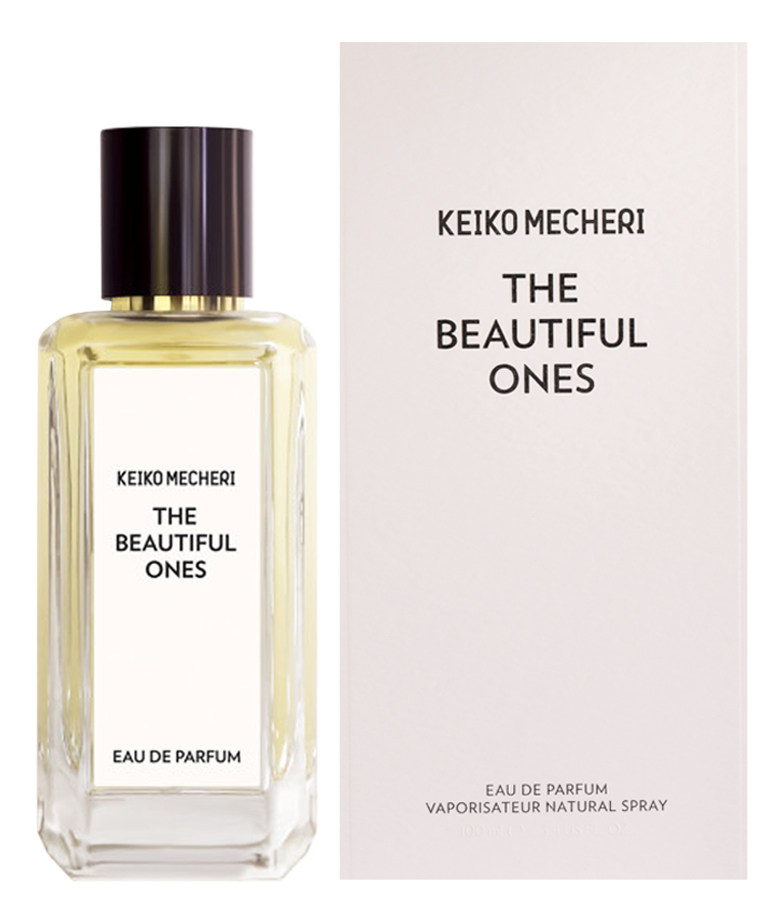 KEIKO MECHERI
THE
BEAUTIFUL
ONES
EAU DE PARFUM
KEIKO MECHERI
THE
BEAUTIFUL
ONES
EAU DE PARFUM
VAPORISATEUR NATURAL SPRAY